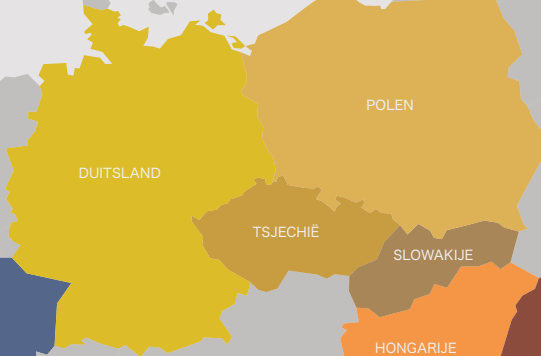 POLEN
DUITSLAND
TSJECHIË
SLOWAKIJE
HONGARIJE